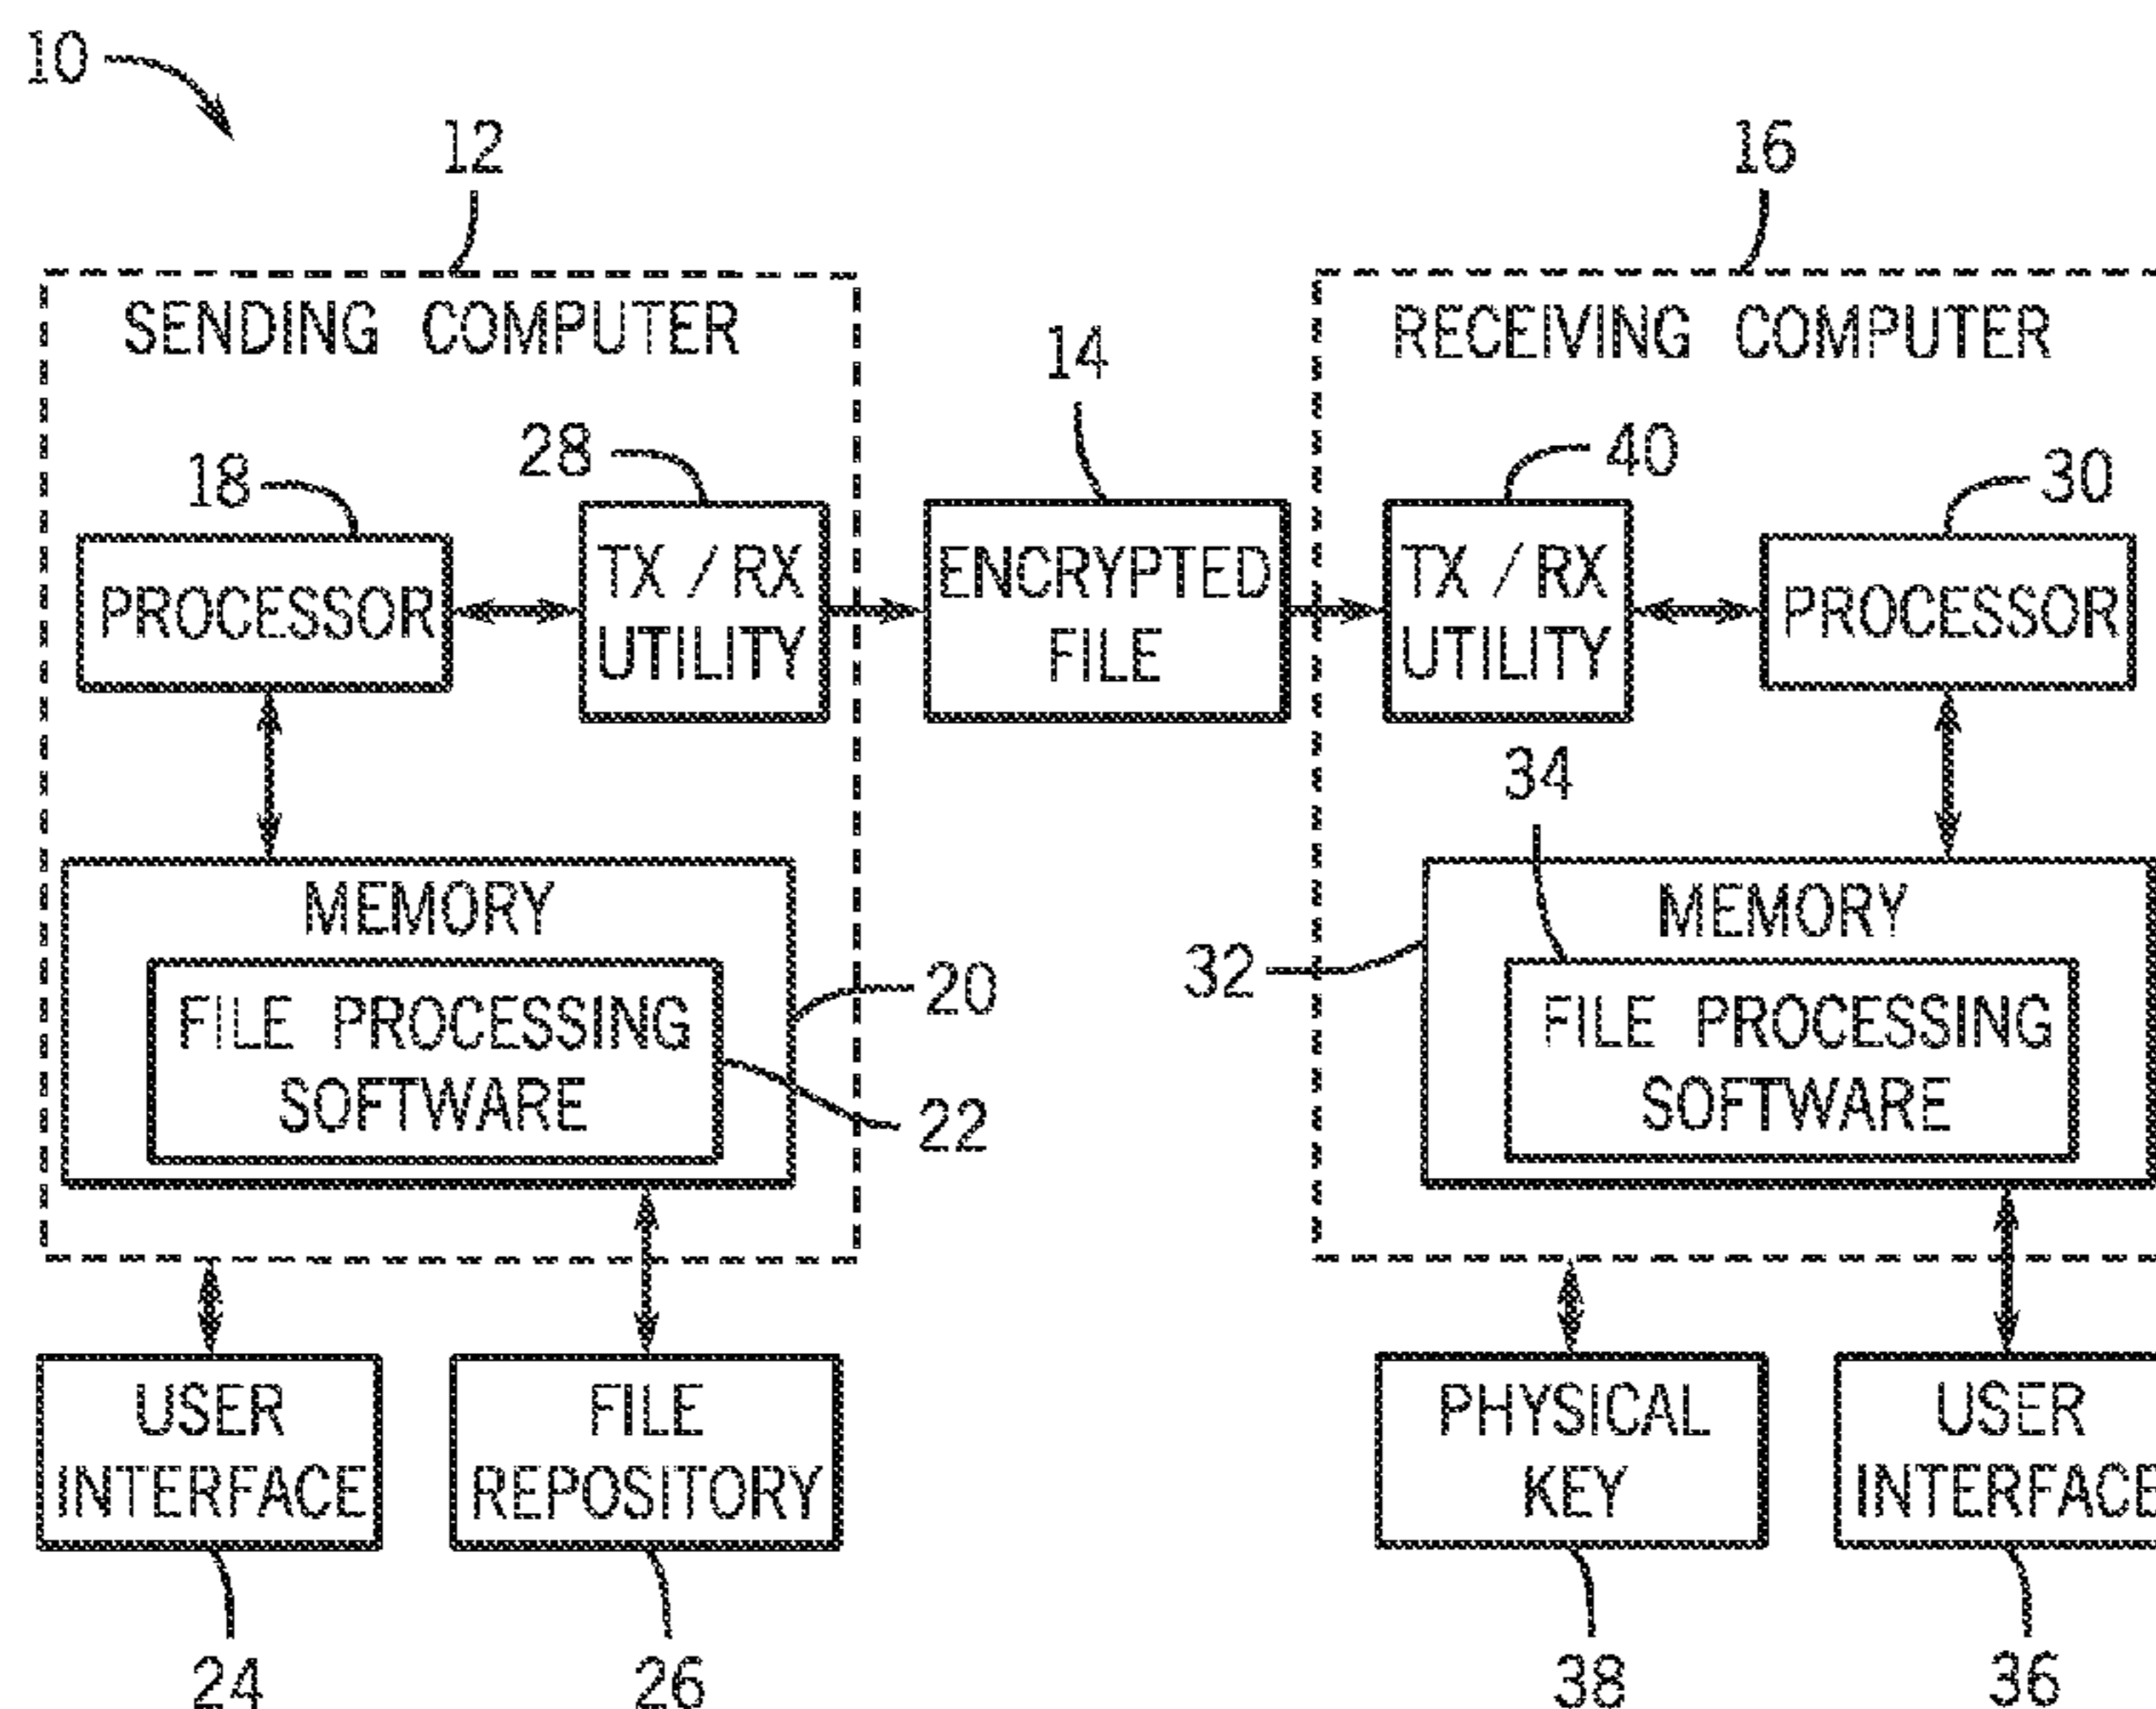 10
12
16
SENDING COMPUTER
RECEIVING COMPUTER
14
28
40
18
30
PROCESSOR
TX / RX
UTILITY
ENCRYPTED
FILE
TX / RX
UTILITY
PROCESSOR
34
MEMORY
FILE PROCESSING
SOFTWARE
20
22
32
MEMORY
FILE PROCESSING
SOFTWARE
USER
INTERFACE
FILE
REPOSITORY
PHYSICAL
KEY
USER
INTERFACE
24
26
38
36